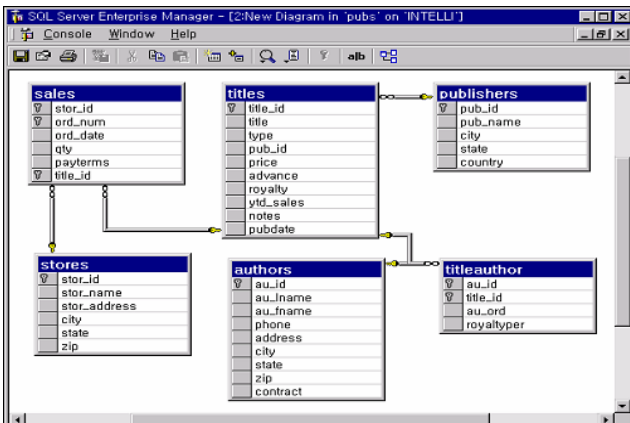 SQL Server Enterprise Manager - [2:New Diagram in 'pubs' on 'INTELLI']
Console Window Help
a|b
sales
stor_id
ord_num
ord_date
qty
payterms
title_id
titles
title_id
title
type
pub_id
price
advance
royalty
ytd_sales
notes
pubdate
publishers
pub_id
pub_name
city
state
country
stores
stor_id
stor_name
stor_address
city
state
zip
authors
au_id
au_lname
au_fname
phone
address
city
state
zip
contract
titleauthor
au_id
title_id
au_ord
royaltyper